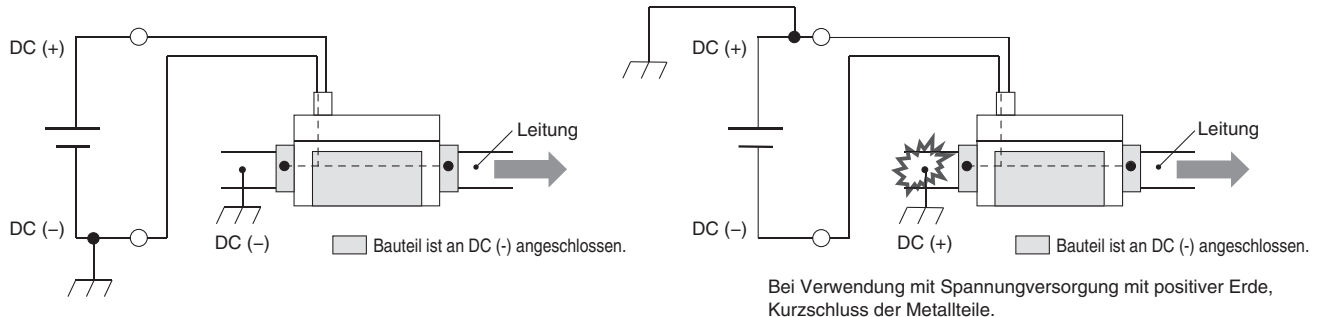 DC (+)
Leitung
DC (−)
DC (−)
Bauteil ist an DC (-) angeschlossen.
DC (+)
Leitung
DC (−)
DC (+)
Bauteil ist an DC (-) angeschlossen.
Bei Verwendung mit Spannungversorgung mit positiver Erde,
Kurzschluss der Metallteile.